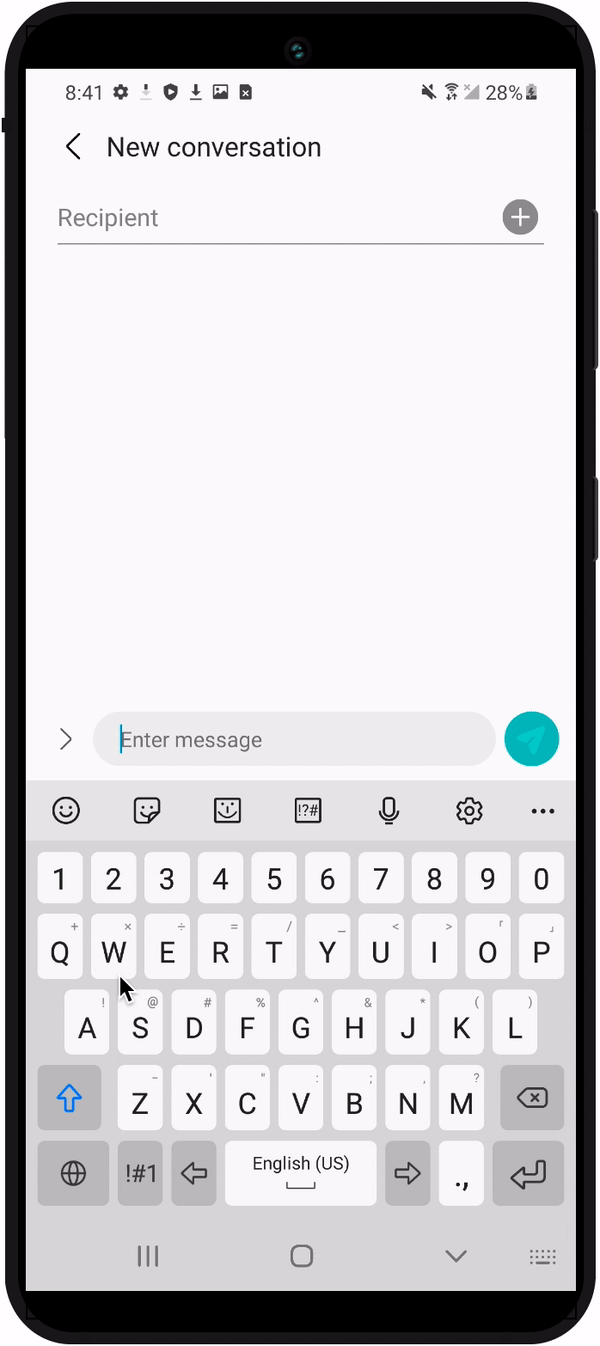 8:41 28%
New conversation
Recipient
Enter message
!?#
1 2 3 4 5 6 7 8 9 0
+ × ÷ = / _ < > ｢ ｣
Q W E R T Y U I O P
! @ # % ^ & * ( )
A S D F G H J K L
- ' " : ; , ?
Z X C V B N M
!#1 English (US) .,